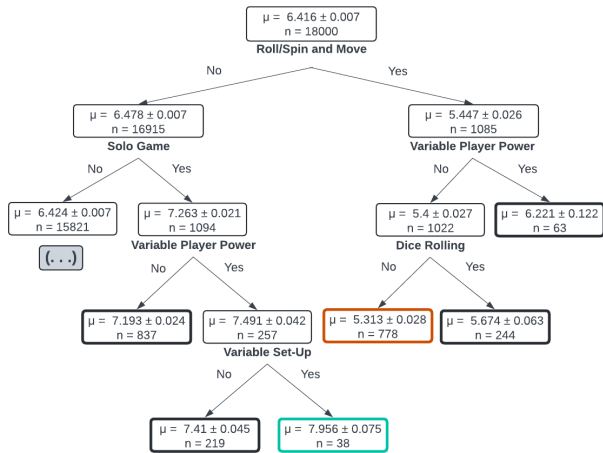 μ = 6.416 ± 0.007
n = 18000
Roll/Spin and Move
No
Yes
μ = 6.478 ± 0.007
n = 16915
Solo Game
μ = 5.447 ± 0.026
n = 1085
Variable Player Power
No
Yes
No
Yes
μ = 6.424 ± 0.007
n = 15821
(...)
μ = 7.263 ± 0.021
n = 1094
Variable Player Power
μ = 5.4 ± 0.027
n = 1022
Dice Rolling
μ = 6.221 ± 0.122
n = 63
No
Yes
No
Yes
μ = 7.193 ± 0.024
n = 837
μ = 7.491 ± 0.042
n = 257
Variable Set-Up
μ = 5.313 ± 0.028
n = 778
μ = 5.674 ± 0.063
n = 244
No
Yes
μ = 7.41 ± 0.045
n = 219
μ = 7.956 ± 0.075
n = 38